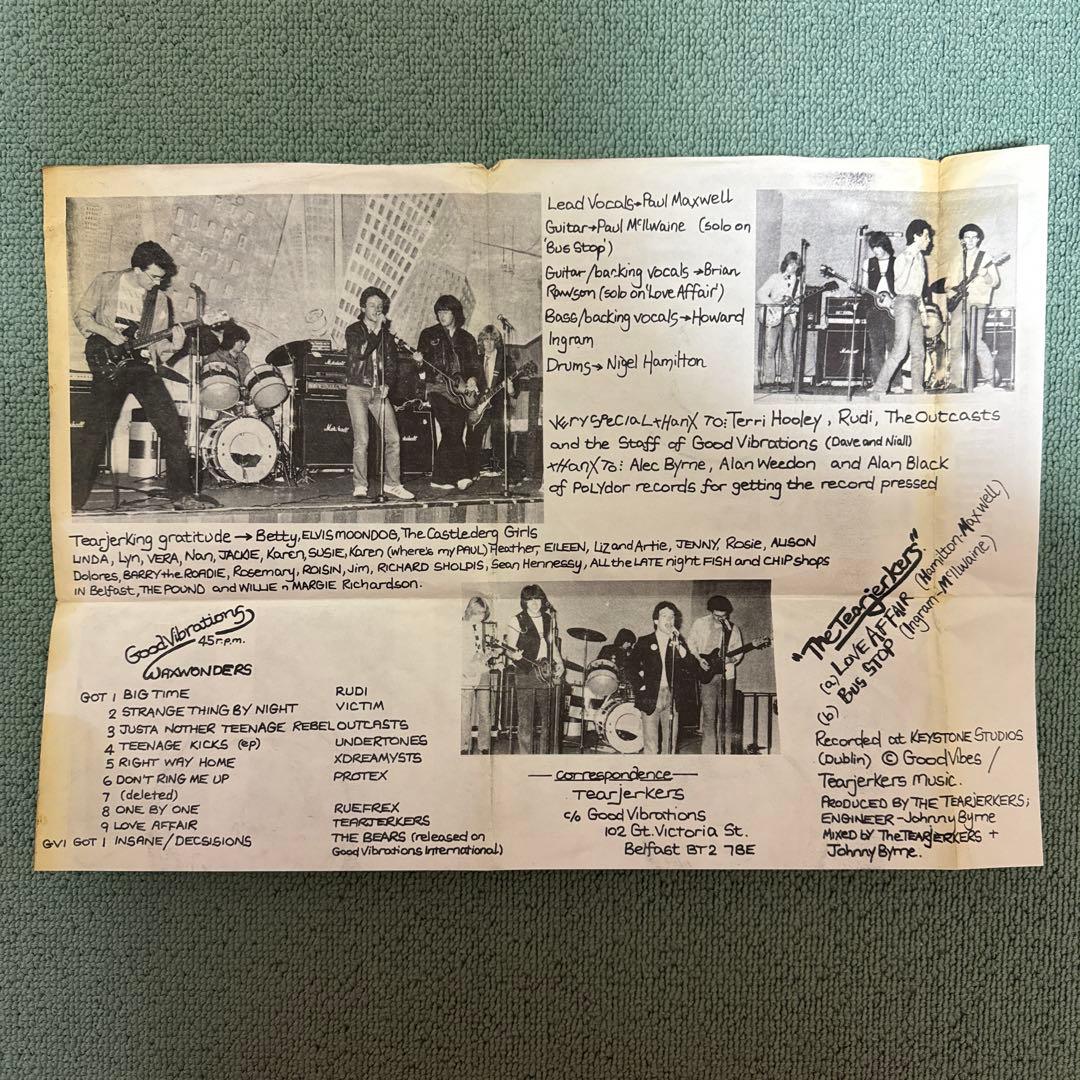 Lead Vocals→Paul Maxwell
Guitar→Paul McIlwaine (solo on
'Bus Stop')
Guitar/backing vocals→Brian
Rawson (solo on 'Love Affair')
Bass/backing vocals→Howard
Ingram
Drums→Nigel Hamilton
VErY SPECiAL tHanX To: Terri Hooley, Rudi, The Outcasts
and the Staff of Good Vibrations (Dave and Niall)
tHanX To: Alec Byrne, Alan Weedon and Alan Black
of PoLYdor records for getting the record pressed
TearjerKing gratitude → Betty, ELVIS MOONDOG, The Castlederg Girls
LINDA, Lyn, VERA, Nan, JACKIE, Karen, SUSIE, Karen (where's my PAUL) Heather, EILEEN, Liz and Artie, JENNY, Rosie, ALISON
Dolores, BARRY the ROADIE, Rosemary, ROISIN, Jim, RICHARD SHOLDIS, Sean Hennessy, ALL the LATE night FISH and CHIP shops
IN Belfast, THE POUND and WILLIE n MARGIE Richardson.
Good Vibrations
45 r.p.m.
WAXWONDERS
GOT 1 BIG TIME RUDI
2 STRANGE THING BY NIGHT VICTIM
3 JUSTA NOTHER TEENAGE REBEL OUTCASTS
4 TEENAGE KICKS (ep) UNDERTONES
5 RIGHT WAY HOME XDREAMYSTS
6 DON'T RING ME UP PROTEX
7 (deleted)
8 ONE BY ONE RUEFREX
9 LOVE AFFAIR TEARJERKERS
GVI GOT 1 INSANE/DECSISIONS THE BEARS (released on
Good Vibrations International)
correspondence
Tearjerkers
c/o Good Vibrations
102 Gt. Victoria St.
Belfast BT2 7BE
"The Tearjerkers"
(a) LOVE AFFAIR (Hamilton-Maxwell)
(b) BUS STOP (Ingram-McIlwaine)
Recorded at KEYSTONE STUDIOS
(Dublin) © Good Vibes /
Tearjerkers Music.
PRODUCED BY THE TEARJERKERS;
ENGINEER - Johnny Byrne
Mixed by The TEARJERKERS +
Johnny Byrne.
Marshall
Marshall
Marshall